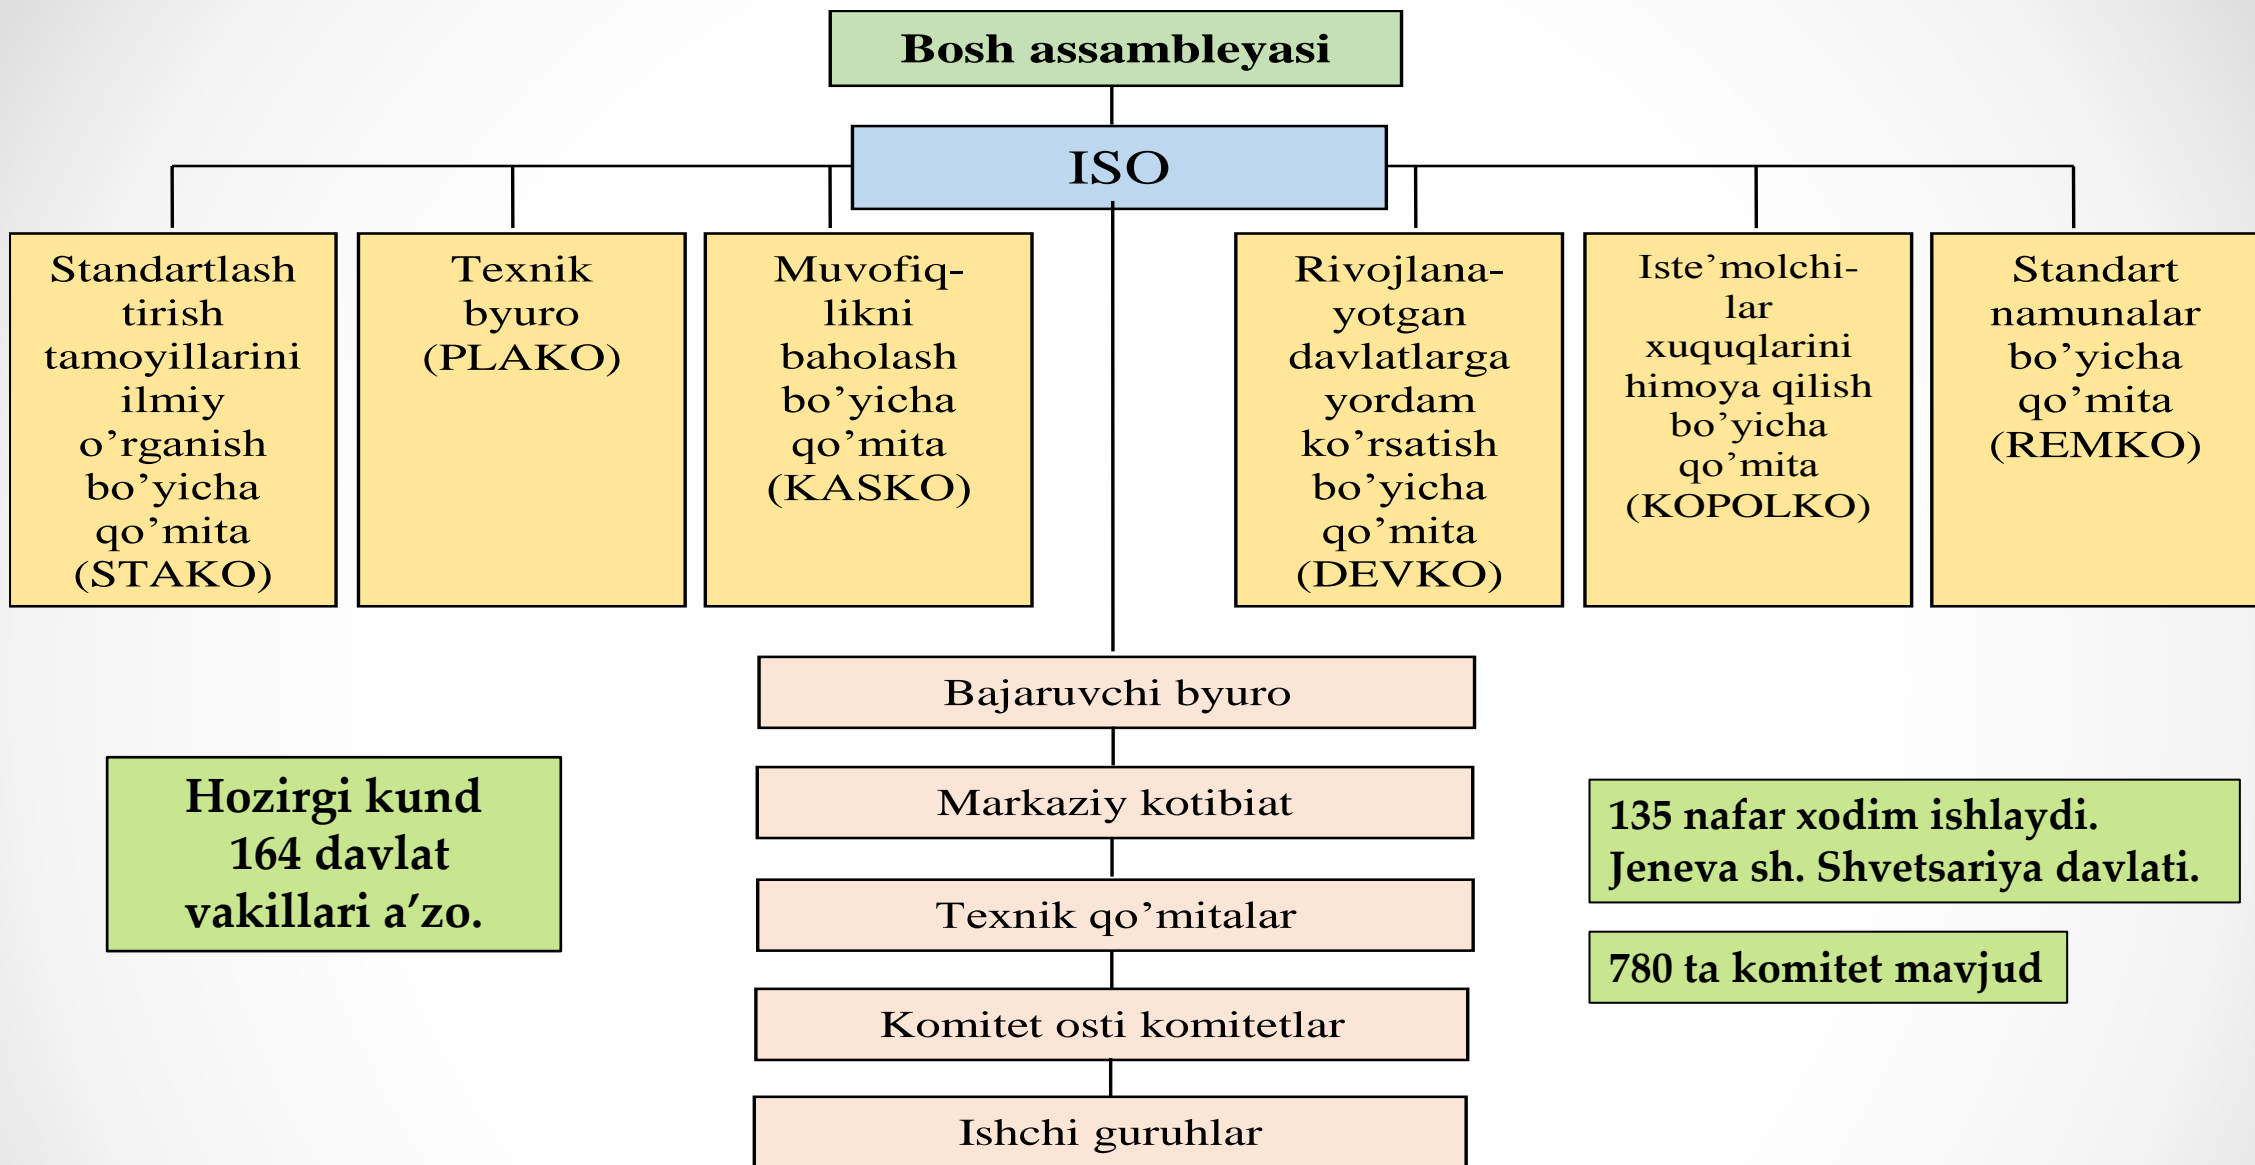 Bosh assambleyasi
ISO
Standartlash
tirish
tamoyillarini
ilmiy
o’rganish
bo’yicha
qo’mita
(STAKO)
Texnik
byuro
(PLAKO)
Muvofiq-
likni
baholash
bo’yicha
qo’mita
(KASKO)
Rivojlana-
yotgan
davlatlarga
yordam
ko’rsatish
bo’yicha
qo’mita
(DEVKO)
Iste’molchi-
lar
xuquqlarini
himoya qilish
bo’yicha
qo’mita
(KOPOLKO)
Standart
namunalar
bo’yicha
qo’mita
(REMKO)
Bajaruvchi byuro
Markaziy kotibiat
Texnik qo’mitalar
Komitet osti komitetlar
Ishchi guruhlar
Hozirgi kund
164 davlat
vakillari a’zo.
135 nafar xodim ishlaydi.
Jeneva sh. Shvetsariya davlati.
780 ta komitet mavjud